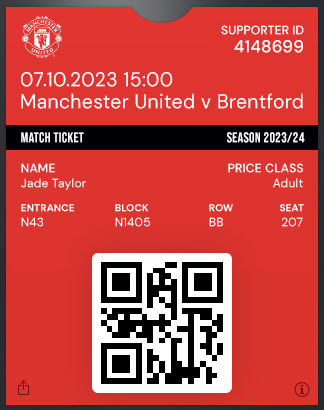 MANCHESTER
UNITED
SUPPORTER ID
4148699
07.10.2023 15:00
Manchester United v Brentford
MATCH TICKET SEASON 2023/24
NAME PRICE CLASS
Jade Taylor Adult
ENTRANCE BLOCK ROW SEAT
N43 N1405 BB 207